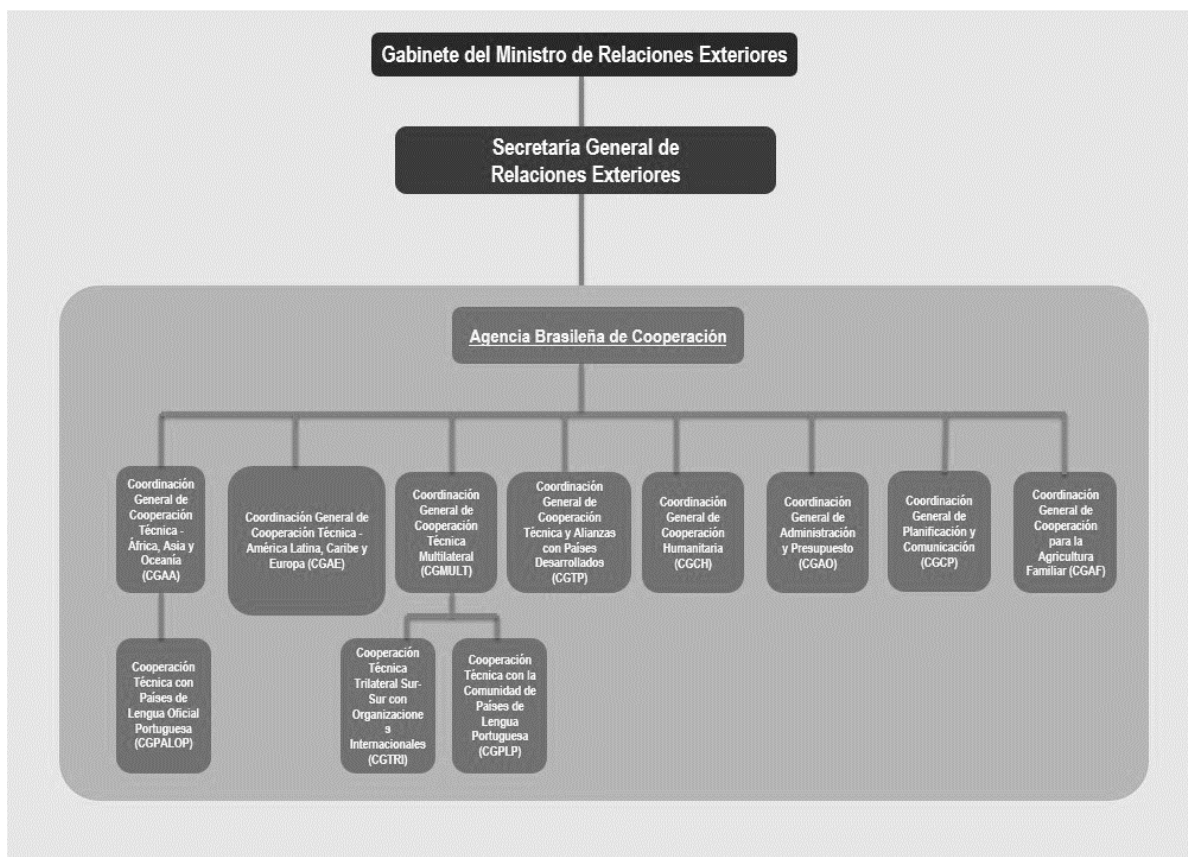 Gabinete del Ministro de Relaciones Exteriores
Secretaría General de
Relaciones Exteriores
Agencia Brasileña de Cooperación
Coordinación
General de
Cooperación
Técnica -
África, Asia y
Oceanía
(CGAA)
Coordinación General de
Cooperación Técnica -
América Latina, Caribe y
Europa (CGAE)
Coordinación
General de
Cooperación
Técnica
Multilateral
(CGMULT)
Coordinación
General de
Cooperación
Técnica y Alianzas
con Países
Desarrollados
(CGTP)
Coordinación
General de
Cooperación
Humanitaria
(CGCH)
Coordinación
General de
Administración
y Presupuesto
(CGAO)
Coordinación
General de
Planificación y
Comunicación
(CGCP)
Coordinación
General de
Cooperación
para la
Agricultura
Familiar (CGAF)
Cooperación
Técnica con
Países de
Lengua Oficial
Portuguesa
(CGPALOP)
Cooperación
Técnica
Trilateral Sur-
Sur con
Organizacione
s
Internacionales
(CGTRI)
Cooperación
Técnica con la
Comunidad de
Países de
Lengua
Portuguesa
(CGPLP)